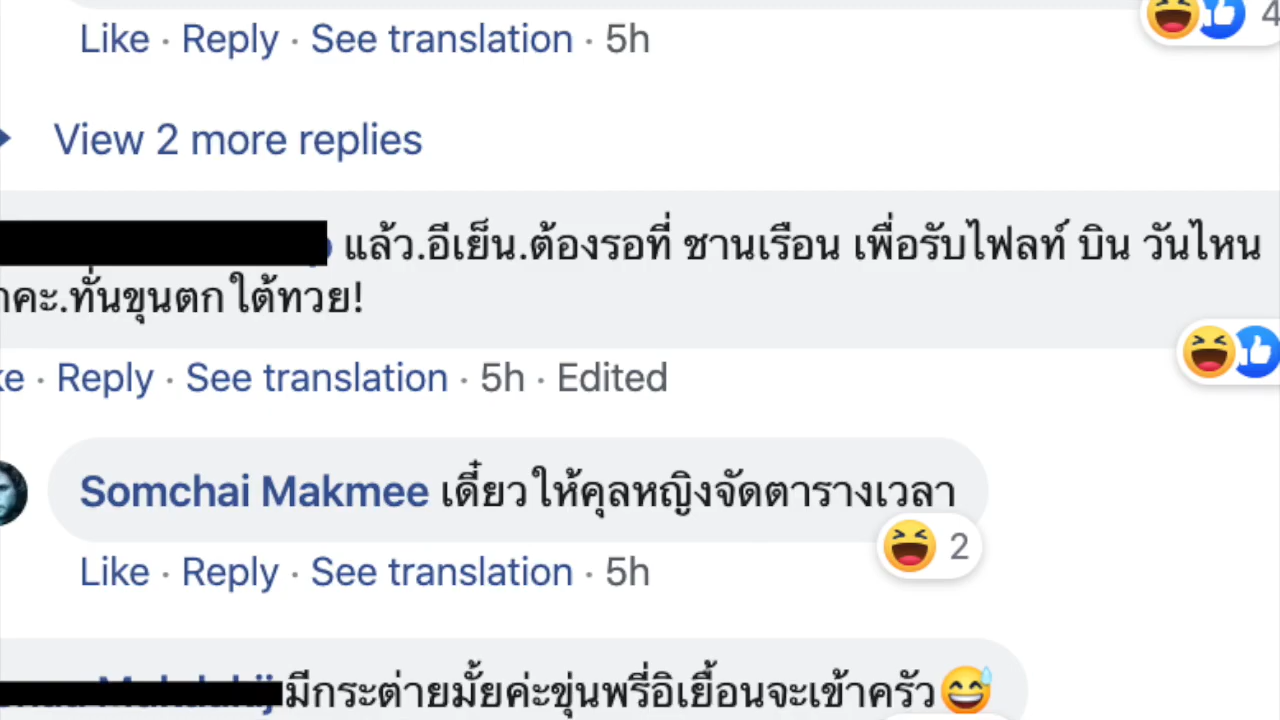 Like · Reply · See translation · 5h
4
View 2 more replies
แล้ว.อีเย็น.ต้องรอที่ ชานเรือน เพื่อรับไฟลท์ บิน วันไหน
คะ.ทั่นขุนตกใต้ทวย!
Reply · See translation · 5h · Edited
Somchai Makmee เดี๋ยวให้คุลหญิงจัดตารางเวลา
2
Like · Reply · See translation · 5h
มีกระต่ายมั้ยค่ะขุ่นพรี่อิเยื้อนจะเข้าครัว😅